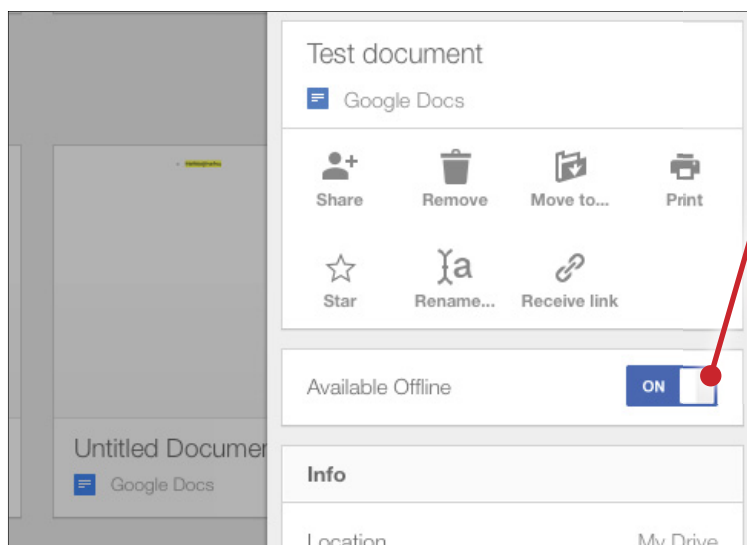 Test document
Google Docs
Share Remove Move to... Print
Star Rename... Receive link
Available Offline ON
Untitled Documen
Google Docs
Info
Location My Drive